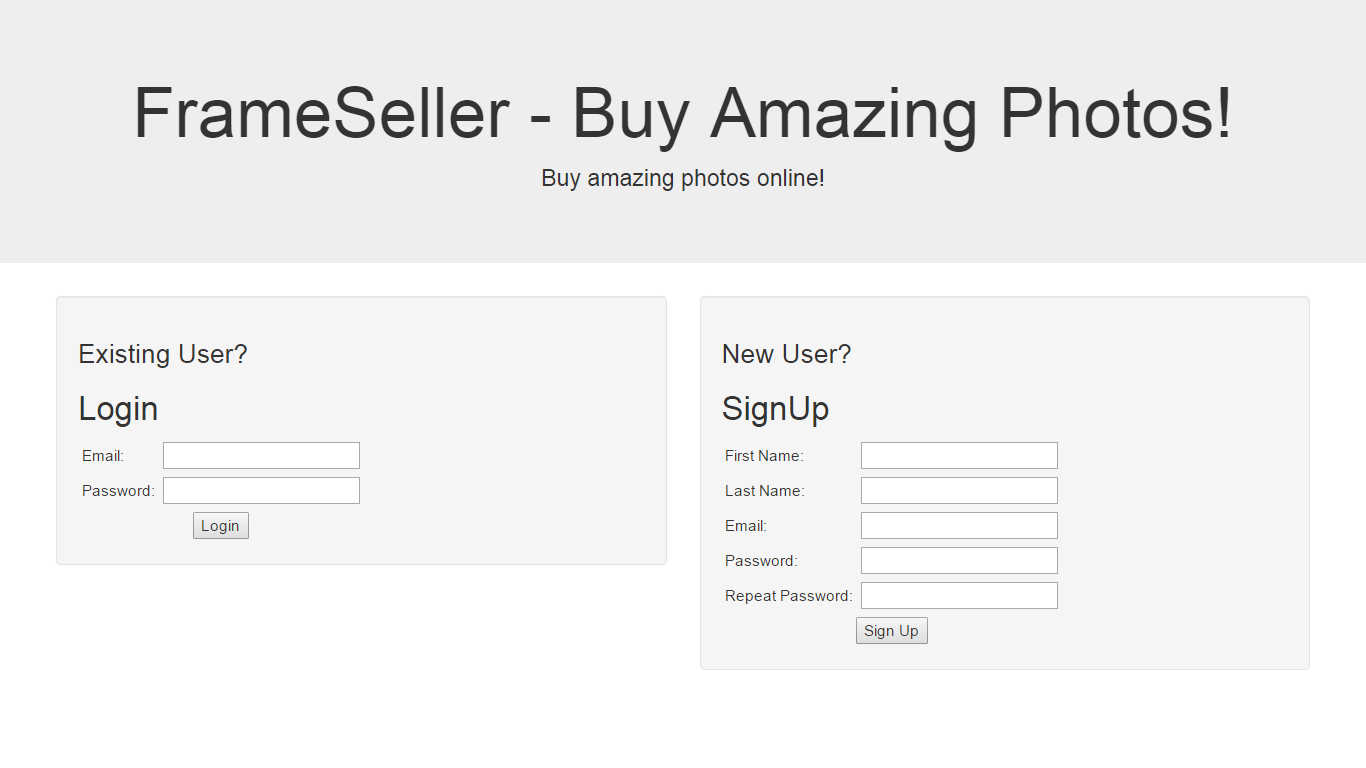 FrameSeller - Buy Amazing Photos!
Buy amazing photos online!
Existing User?
Login
Email:
Password:
Login
New User?
SignUp
First Name:
Last Name:
Email:
Password:
Repeat Password:
Sign Up